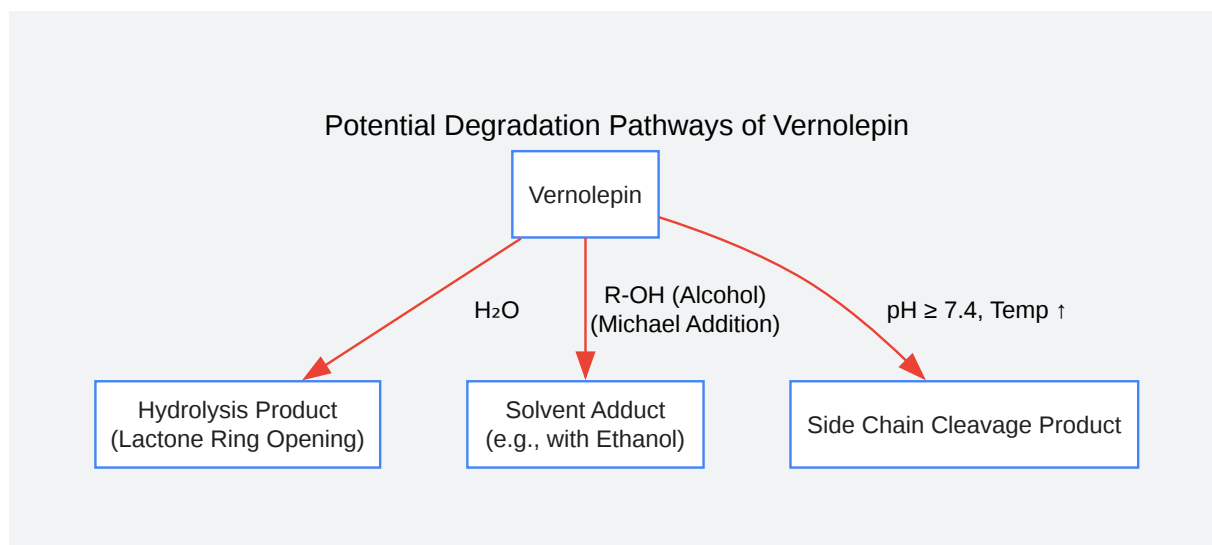 Potential Degradation Pathways of Vernolepin
Vernolepin
H₂O
R-OH (Alcohol)
(Michael Addition)
pH ≥ 7.4, Temp ↑
Hydrolysis Product
(Lactone Ring Opening)
Solvent Adduct
(e.g., with Ethanol)
Side Chain Cleavage Product